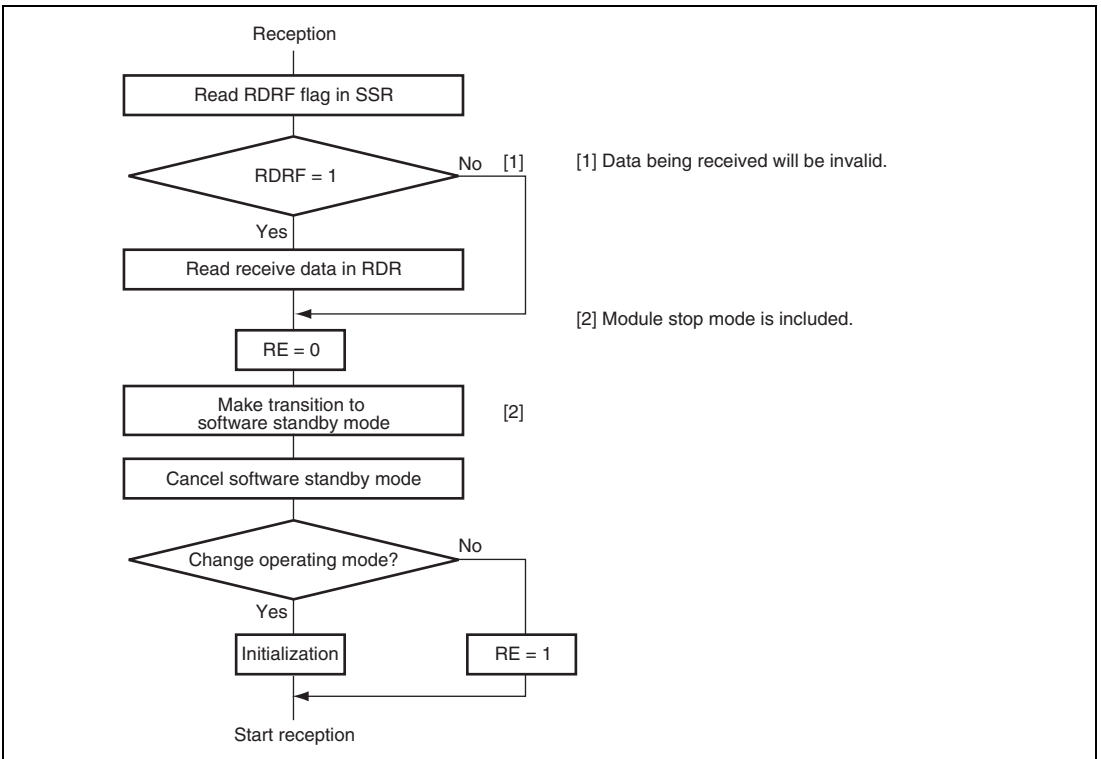 Reception
Read RDRF flag in SSR
RDRF = 1
No [1]
[1] Data being received will be invalid.
Yes
Read receive data in RDR
[2] Module stop mode is included.
RE = 0
Make transition to
software standby mode
[2]
Cancel software standby mode
Change operating mode?
No
Yes
Initialization
RE = 1
Start reception